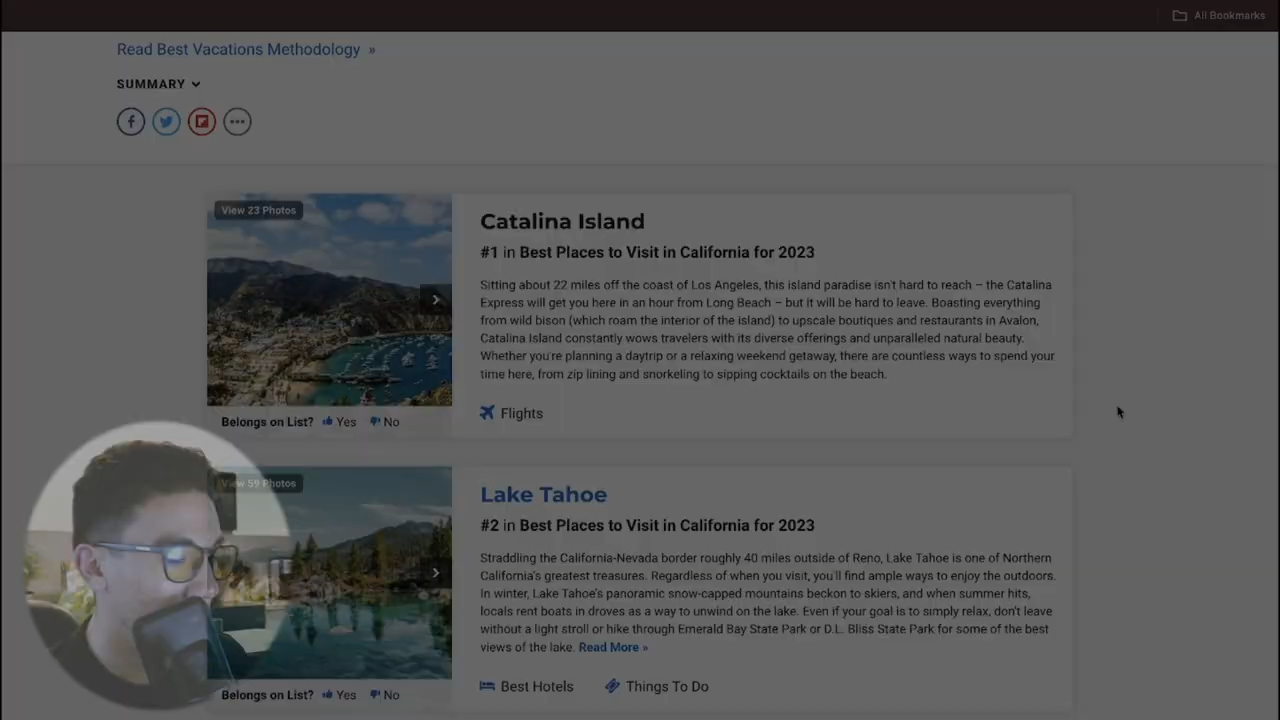 All Bookmarks
Read Best Vacations Methodology »
SUMMARY
View 23 Photos
Catalina Island
#1 in Best Places to Visit in California for 2023
Sitting about 22 miles off the coast of Los Angeles, this island paradise isn't hard to reach – the Catalina
Express will get you here in an hour from Long Beach – but it will be hard to leave. Boasting everything
from wild bison (which roam the interior of the island) to upscale boutiques and restaurants in Avalon,
Catalina Island constantly wows travelers with its diverse offerings and unparalleled natural beauty.
Whether you're planning a daytrip or a relaxing weekend getaway, there are countless ways to spend your
time here, from zip lining and snorkeling to sipping cocktails on the beach.
Flights
Belongs on List? Yes No
View 59 Photos
Lake Tahoe
#2 in Best Places to Visit in California for 2023
Straddling the California-Nevada border roughly 40 miles outside of Reno, Lake Tahoe is one of Northern
California's greatest treasures. Regardless of when you visit, you'll find ample ways to enjoy the outdoors.
In winter, Lake Tahoe's panoramic snow-capped mountains beckon to skiers, and when summer hits,
locals rent boats in droves as a way to unwind on the lake. Even if your goal is to simply relax, don't leave
without a light stroll or hike through Emerald Bay State Park or D.L. Bliss State Park for some of the best
views of the lake. Read More »
Best Hotels Things To Do
Belongs on List? Yes No